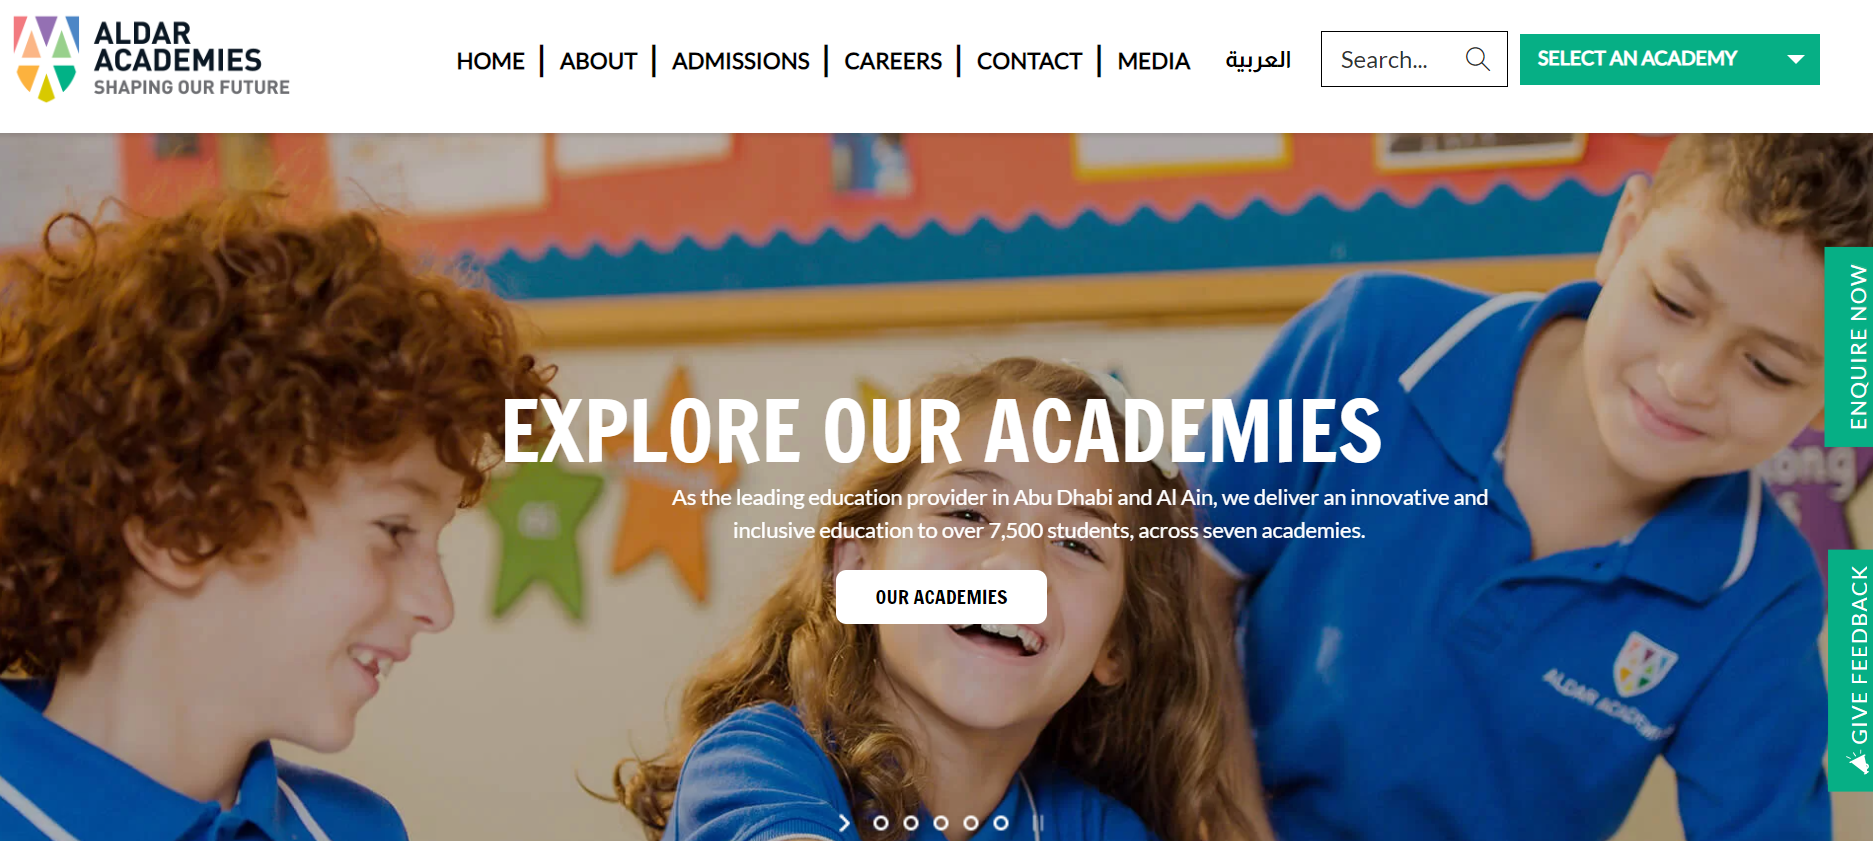 ALDAR
ACADEMIES
SHAPING OUR FUTURE
HOME
ABOUT
ADMISSIONS
CAREERS
CONTACT
MEDIA
العربية
Search...
SELECT AN ACADEMY
ENQUIRE NOW
EXPLORE OUR ACADEMIES
As the leading education provider in Abu Dhabi and Al Ain, we deliver an innovative and
inclusive education to over 7,500 students, across seven academies.
OUR ACADEMIES
ALDAR ACADEMIES
GIVE FEEDBACK